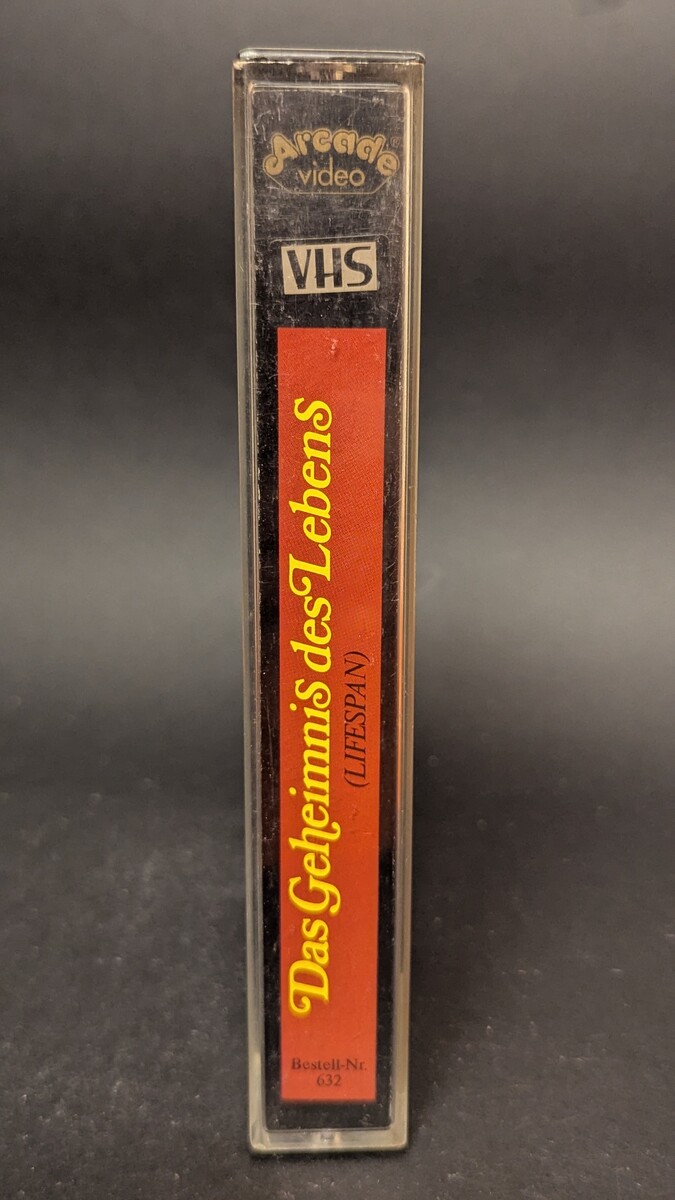 Arcade
video
VHS
Das Geheimnis des Lebens
(LIFESPAN)
Bestell-Nr.
632